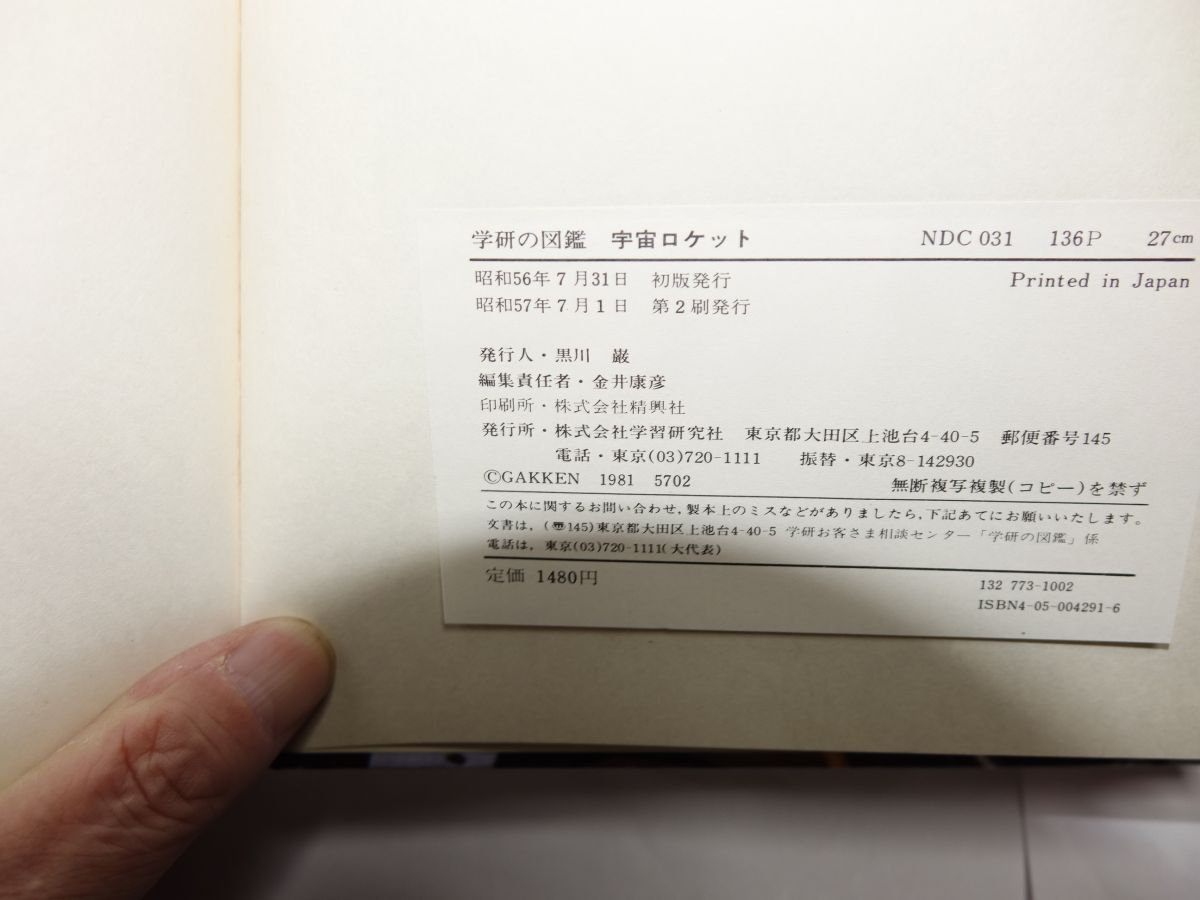 学研の図鑑　宇宙ロケット　NDC 031　136P　27cm
昭和56年7月31日　初版発行　Printed in Japan
昭和57年7月1日　第2刷発行
発行人・黒川　巌
編集責任者・金井康彦
印刷所・株式会社精興社
発行所・株式会社学習研究社　東京都大田区上池台4-40-5　郵便番号145
電話・東京(03)720-1111　振替・東京8-142930
©GAKKEN　1981　5702　無断複写複製(コピー)を禁ず
この本に関するお問い合わせ,製本上のミスなどがありましたら,下記あてにお願いいたします。
文書は，(〠145)東京都大田区上池台4-40-5 学研お客さま相談センター「学研の図鑑」係
電話は，東京(03)720-1111(大代表)
定価 1480円　132 773-1002
ISBN4-05-004291-6